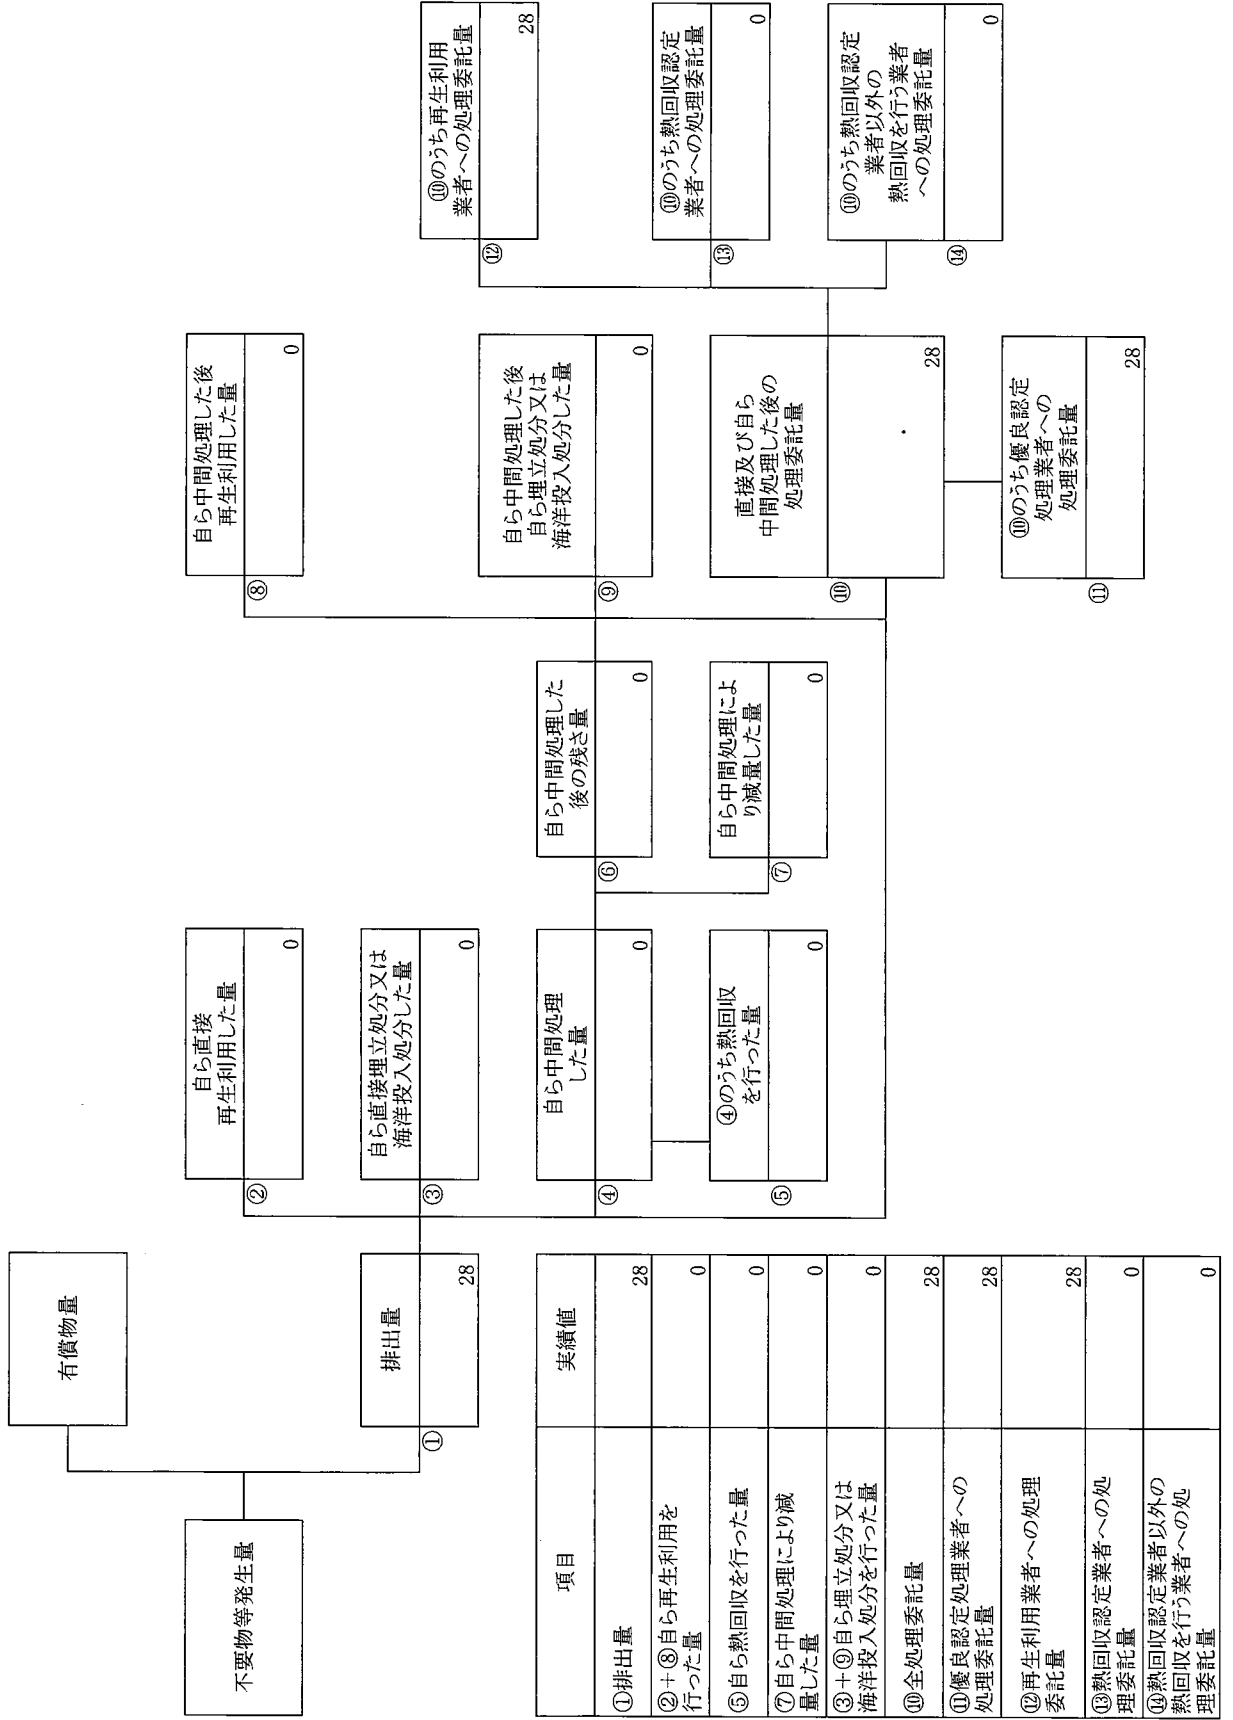 不要物等発生量
有償物量
①
排出量
28
②
自ら直接
再生利用した量
0
③
自ら直接埋立処分又は
海洋投入処分した量
0
④
自ら中間処理
した量
0
⑤
④のうち熱回収
を行った量
0
⑥
自ら中間処理した
後の残さ量
0
⑦
自ら中間処理によ
り減量した量
0
⑧
自ら中間処理した後
再生利用した量
0
⑨
自ら中間処理した後
自ら埋立処分又は
海洋投入処分した量
0
⑩
直接及び自ら
中間処理した後の
処理委託量
28
⑪
⑩のうち優良認定
処理業者への
処理委託量
28
⑫
⑩のうち再生利用
業者への処理委託量
28
⑬
⑩のうち熱回収認定
業者への処理委託量
0
⑭
⑩のうち熱回収認定
業者以外の
熱回収を行う業者
への処理委託量
0
項目 実績値
①排出量 28
②+⑧自ら再生利用を
行った量 0
⑤自ら熱回収を行った量 0
⑦自ら中間処理により減
量した量 0
③+⑨自ら埋立処分又は
海洋投入処分を行った量 0
⑩全処理委託量 28
⑪優良認定処理業者への
処理委託量 28
⑫再生利用業者への処理
委託量 28
⑬熱回収認定業者への処
理委託量 0
⑭熱回収認定業者以外の
熱回収を行う業者への処
理委託量 0